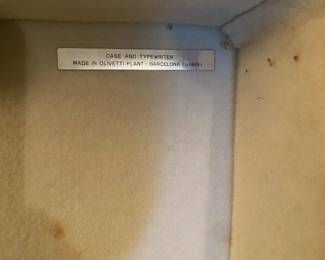 CASE AND TYPEWRITER
MADE IN OLIVETTI PLANT - BARCELONA (SPAIN)